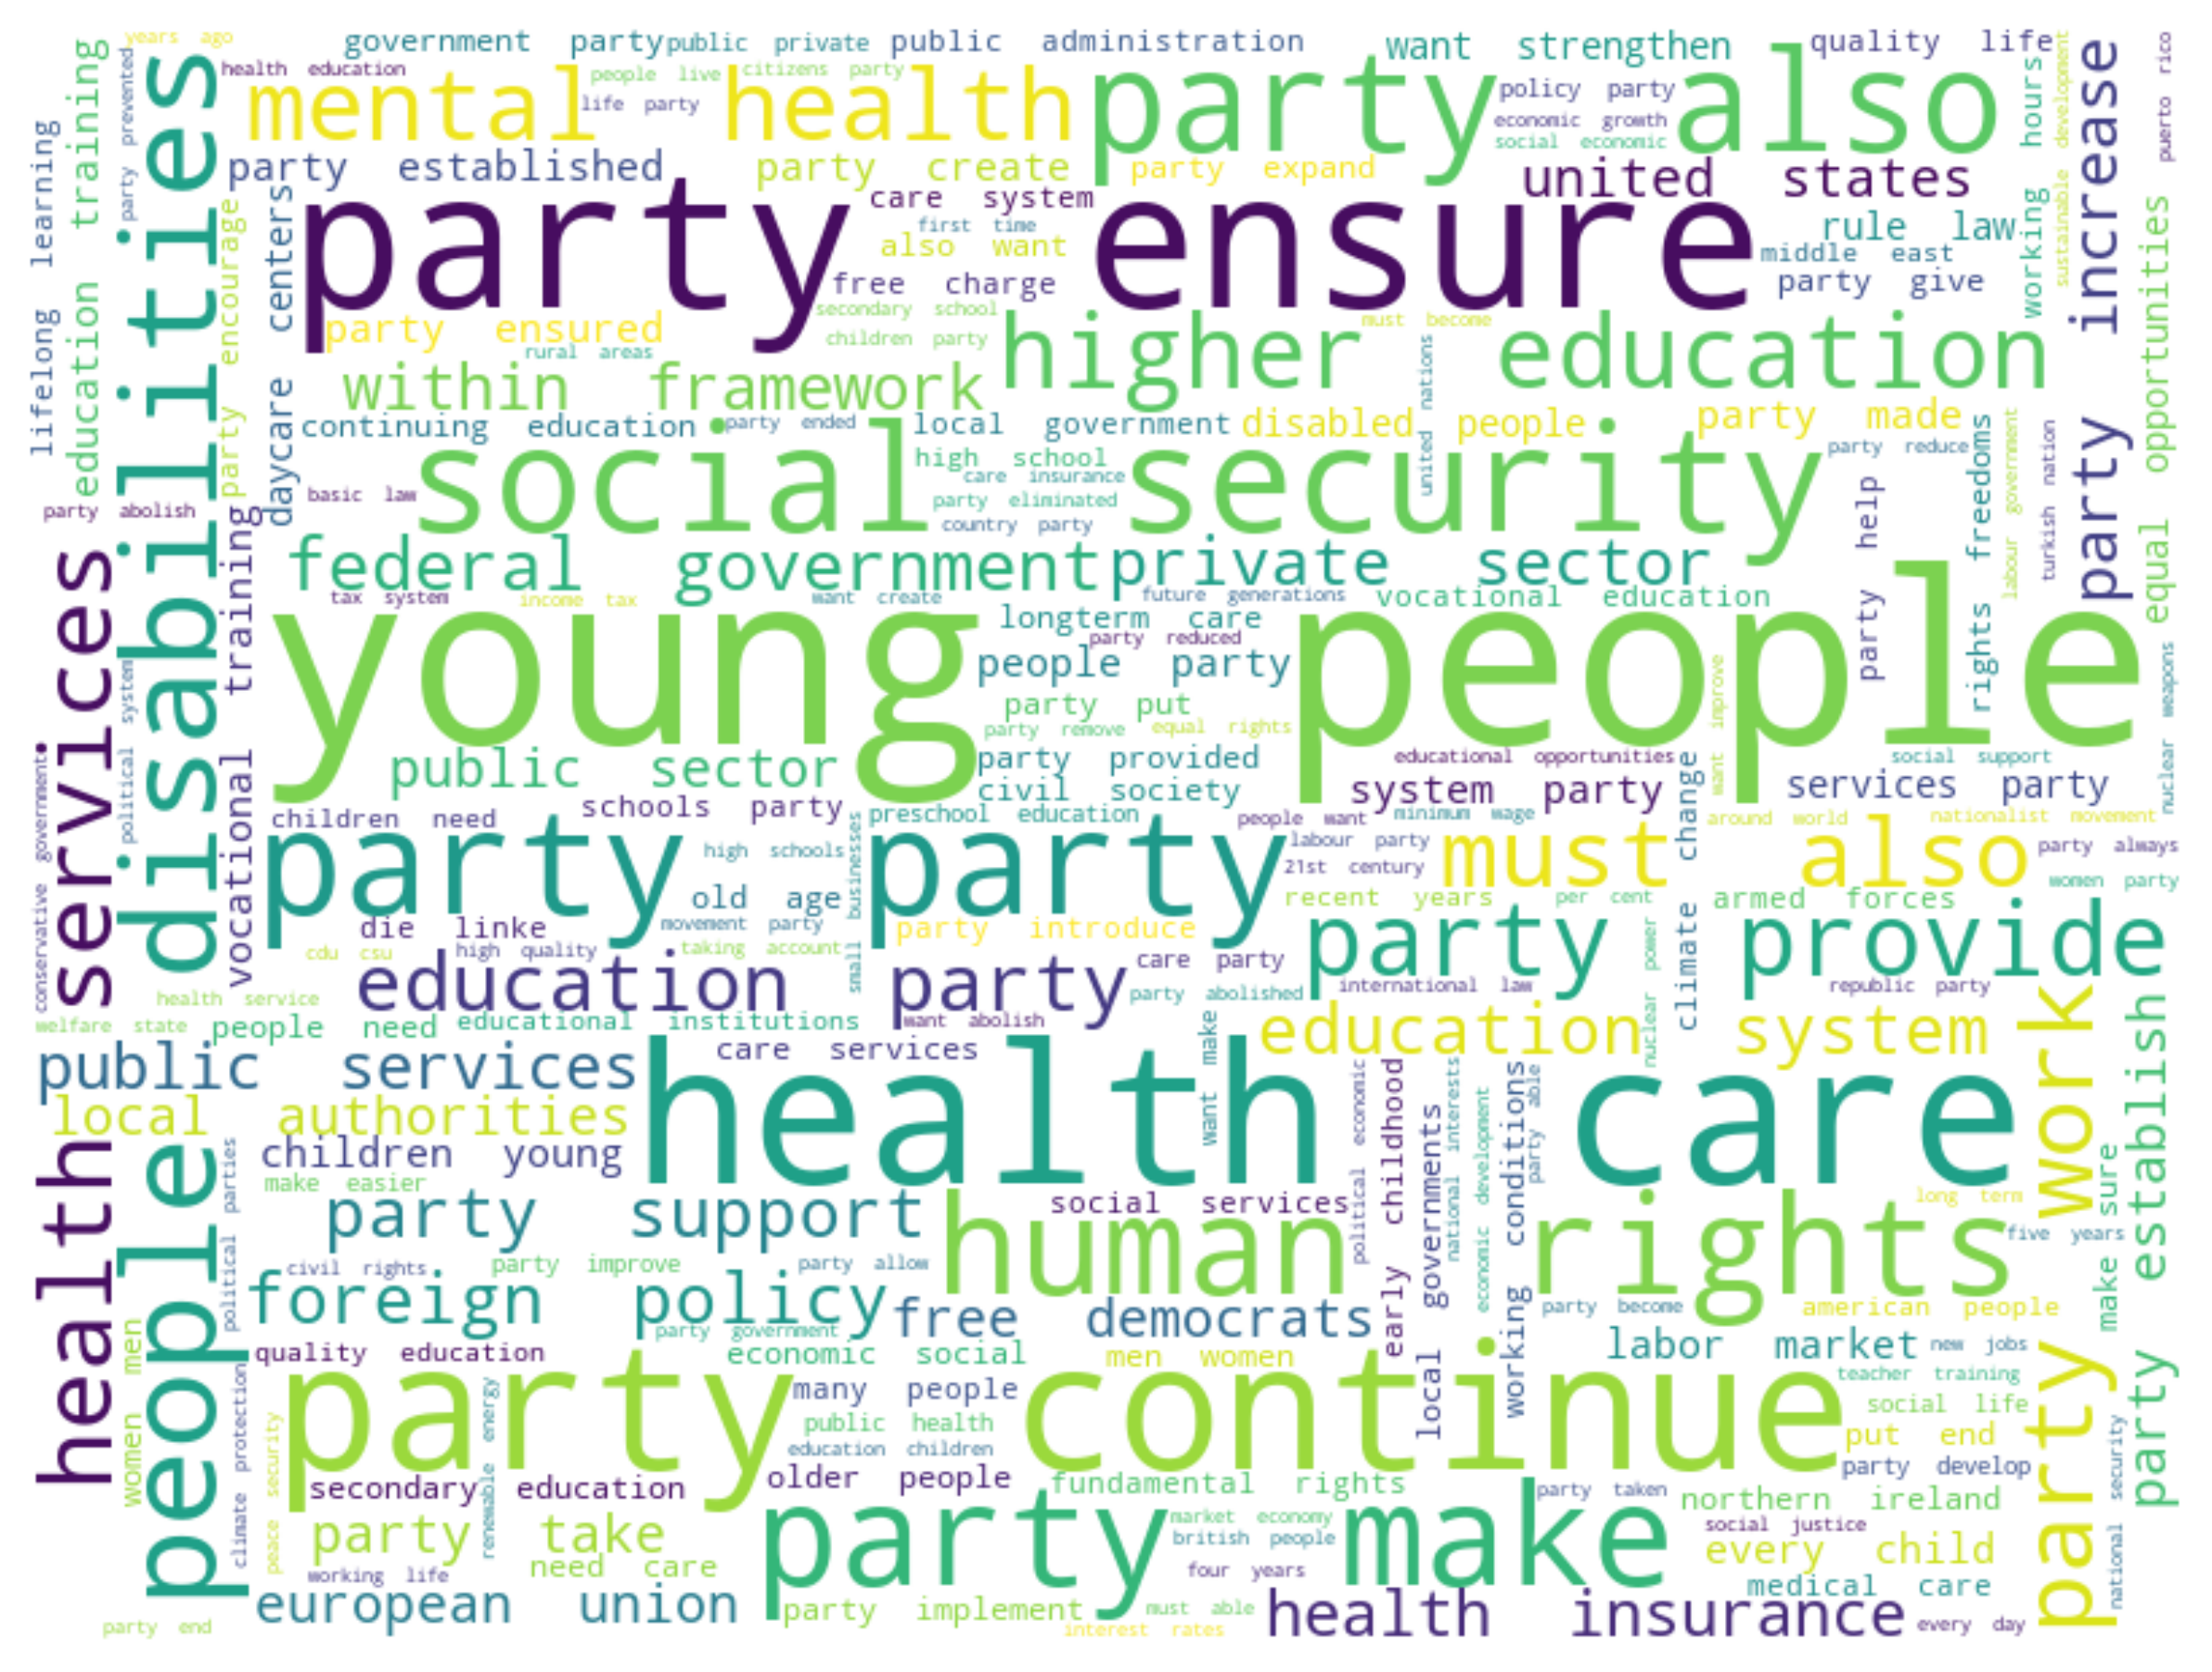 years ago
government party
public private
public administration
want strengthen
quality life
health education
people live
citizens party
mental health
life party
party also
policy party
economic growth
social economic
party established
party create
party expand
united states
care system
first time
also want
rule law
middle east
party ensure
free charge
party give
secondary school
party ensured
children party
higher education
must become
rural areas
within framework
continuing education
party ended
local government
disabled people
party made
social security
high school
care insurance
party reduce
basic law
party eliminated
country party
party abolish
federal government
private sector
tax system
income tax
want create
future generations
vocational education
young people
longterm care
party reduced
people party
party put
party remove
equal rights
public sector
party provided
educational opportunities
social support
civil society
system party
services party
schools party
children need
preschool education
people want
minimum wage
around world
nationalist movement
party party
high schools
labour party
must also
party always
21st century
old age
recent years
per cent
armed forces
women party
die linke
movement party
party introduce
party provide
cdu csu
high quality
taking account
education party
care party
party abolished
international law
republic party
health service
welfare state
people need
educational institutions
want abolish
education system
public services
care services
health care
local authorities
children young
make easier
party support
social services
human rights
long term
five years
civil rights
party improve
party allow
foreign policy
free democrats
party become
american people
party government
quality education
economic social
men women
labor market
new jobs
party continue
many people
teacher training
public health
social life
education children
put end
older people
party develop
secondary education
fundamental rights
party taken
northern ireland
party take
party make
market economy
british people
social justice
every child
need care
working life
four years
medical care
european union
party implement
must able
health insurance
party end
interest rates
every day
lifelong learning
education training
party prevented
people disabilities
party encourage
daycare centers
vocational training
health services
conservative governments
political system
political parties
women men
climate protection
peace security
renewable energy
small businesses
united nations
want make
political economic
early childhood
local governments
national interests
economic development
working conditions
party able
nuclear power
climate change
want improve
party help
rights freedoms
labour government
turkish nation
working hours
sustainable development
party increase
equal opportunities
puerto rico
nuclear weapons
party work
make sure
party establish
national security